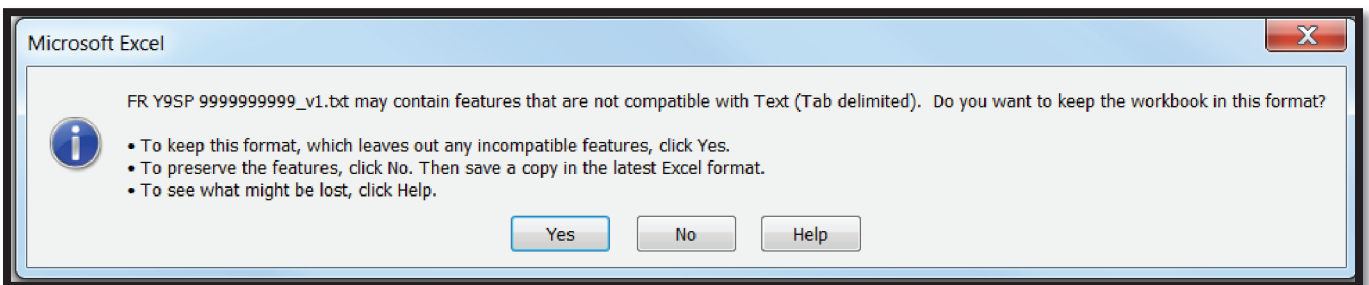 Microsoft Excel
FR Y9SP 9999999999_v1.txt may contain features that are not compatible with Text (Tab delimited).  Do you want to keep the workbook in this format?
• To keep this format, which leaves out any incompatible features, click Yes.
• To preserve the features, click No. Then save a copy in the latest Excel format.
• To see what might be lost, click Help.
Yes No Help